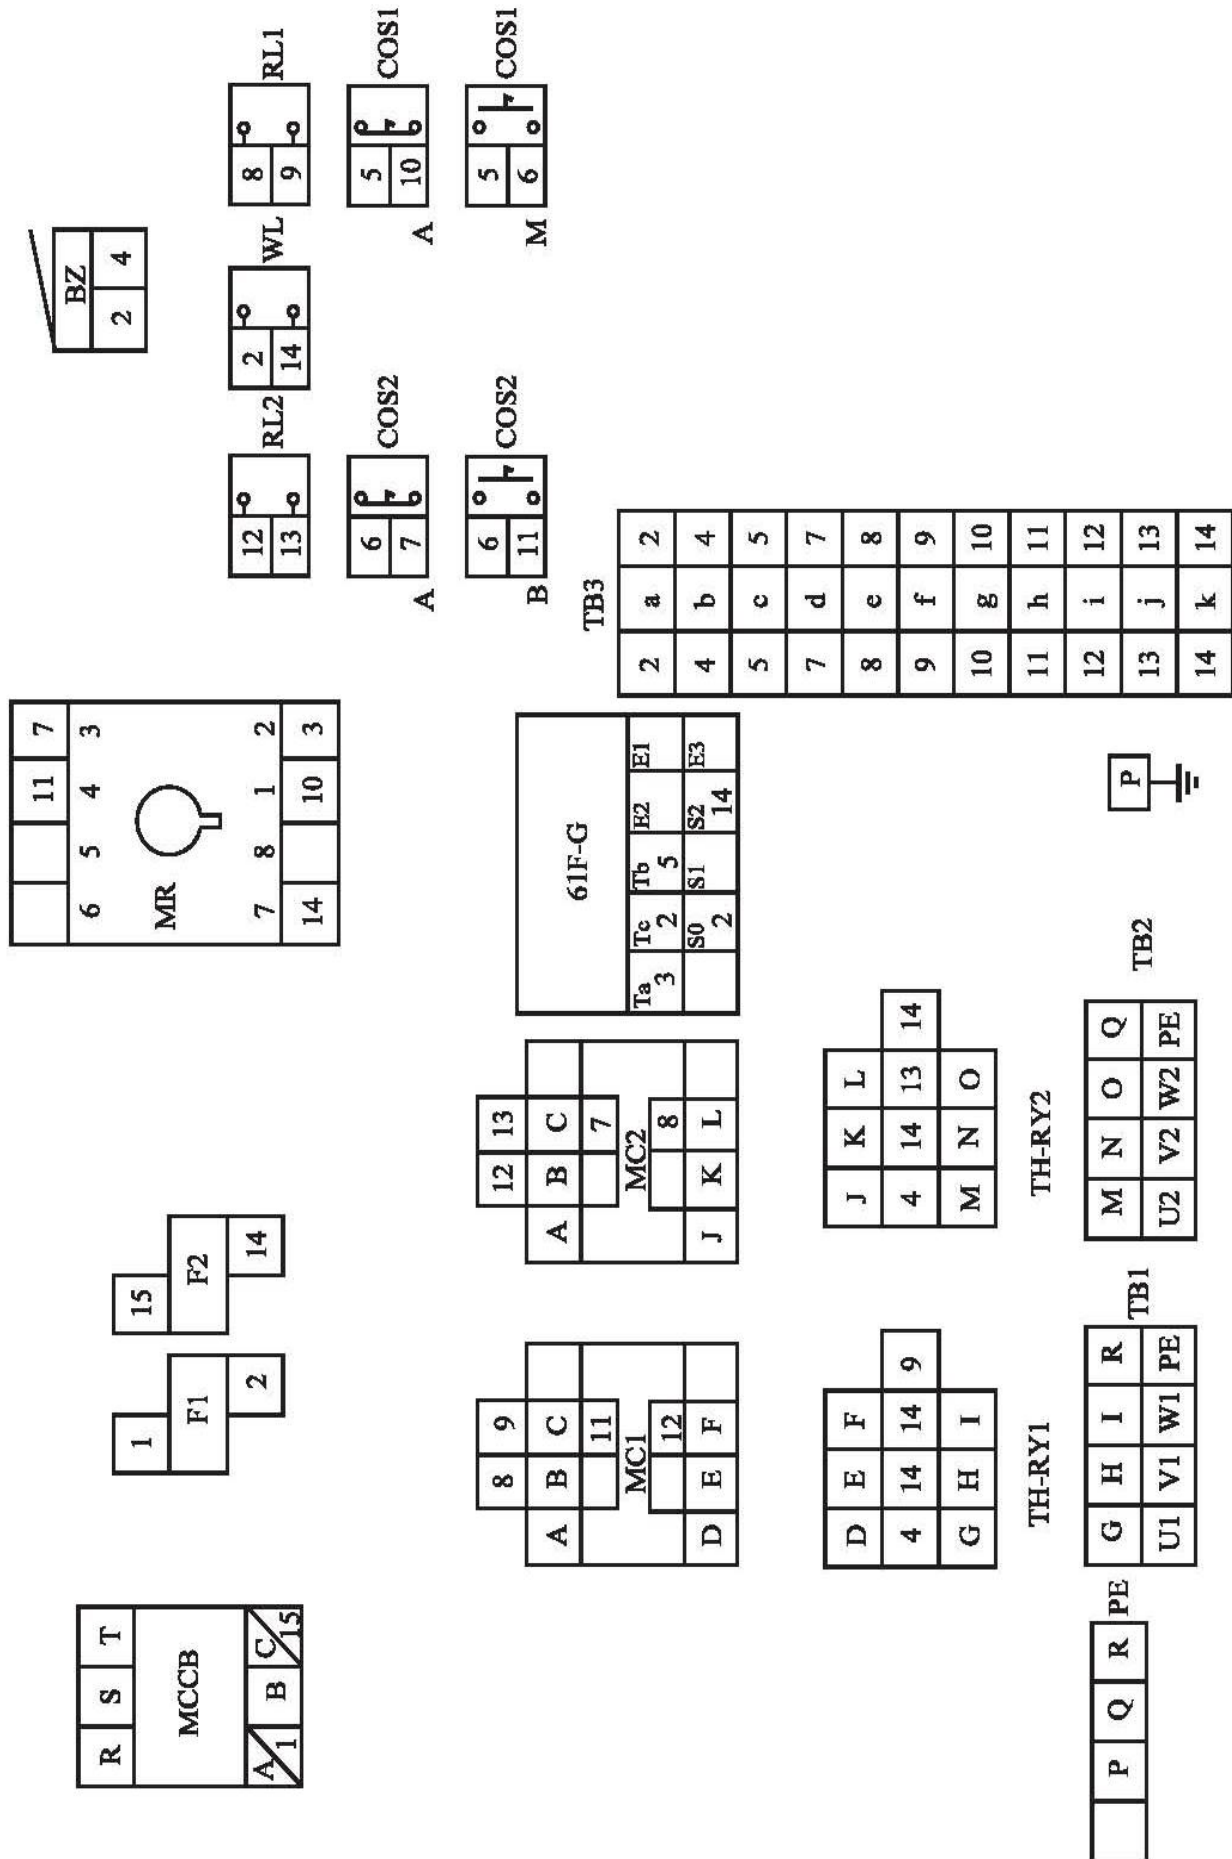 R S T
MCCB
A 1 B C 15
1
F1
2
15
F2
14
11 7
6 5 4 3
MR
7 8 1 2
14 10 3
BZ
2 4
12
13
RL2
2
14
WL
8
9
RL1
6
7
A
COS2
5
10
A
COS1
6
11
B
COS2
5
6
M
COS1
8 9
A B C
11
MC1
12
D E F
12 13
A B C
7
MC2
8
J K L
61F-G
Ta Tc Tb E2 E1
3 2 5
S0 S1 S2 E3
2 14
TB3
2 a 2
4 b 4
5 c 5
7 d 7
8 e 8
9 f 9
10 g 10
11 h 11
12 i 12
13 j 13
14 k 14
D E F
4 14 14 9
G H I
TH-RY1
J K L
4 14 13 14
M N O
TH-RY2
P Q R
PE
G H I R
U1 V1 W1 PE
TB1
M N O Q
U2 V2 W2 PE
TB2
P